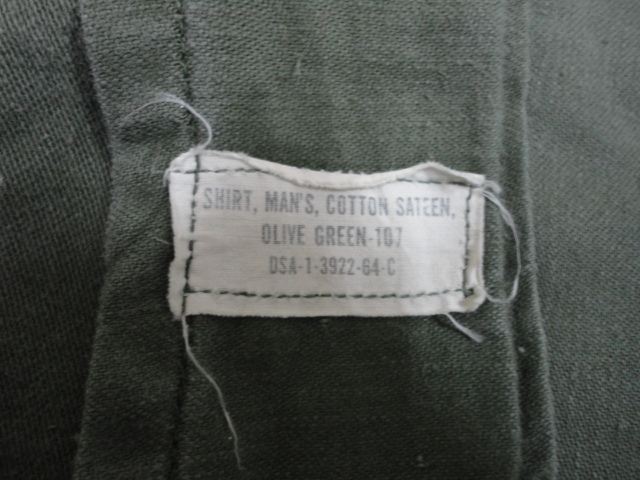 SHIRT, MAN'S, COTTON SATEEN,
OLIVE GREEN-107
DSA-1-3922-64-C